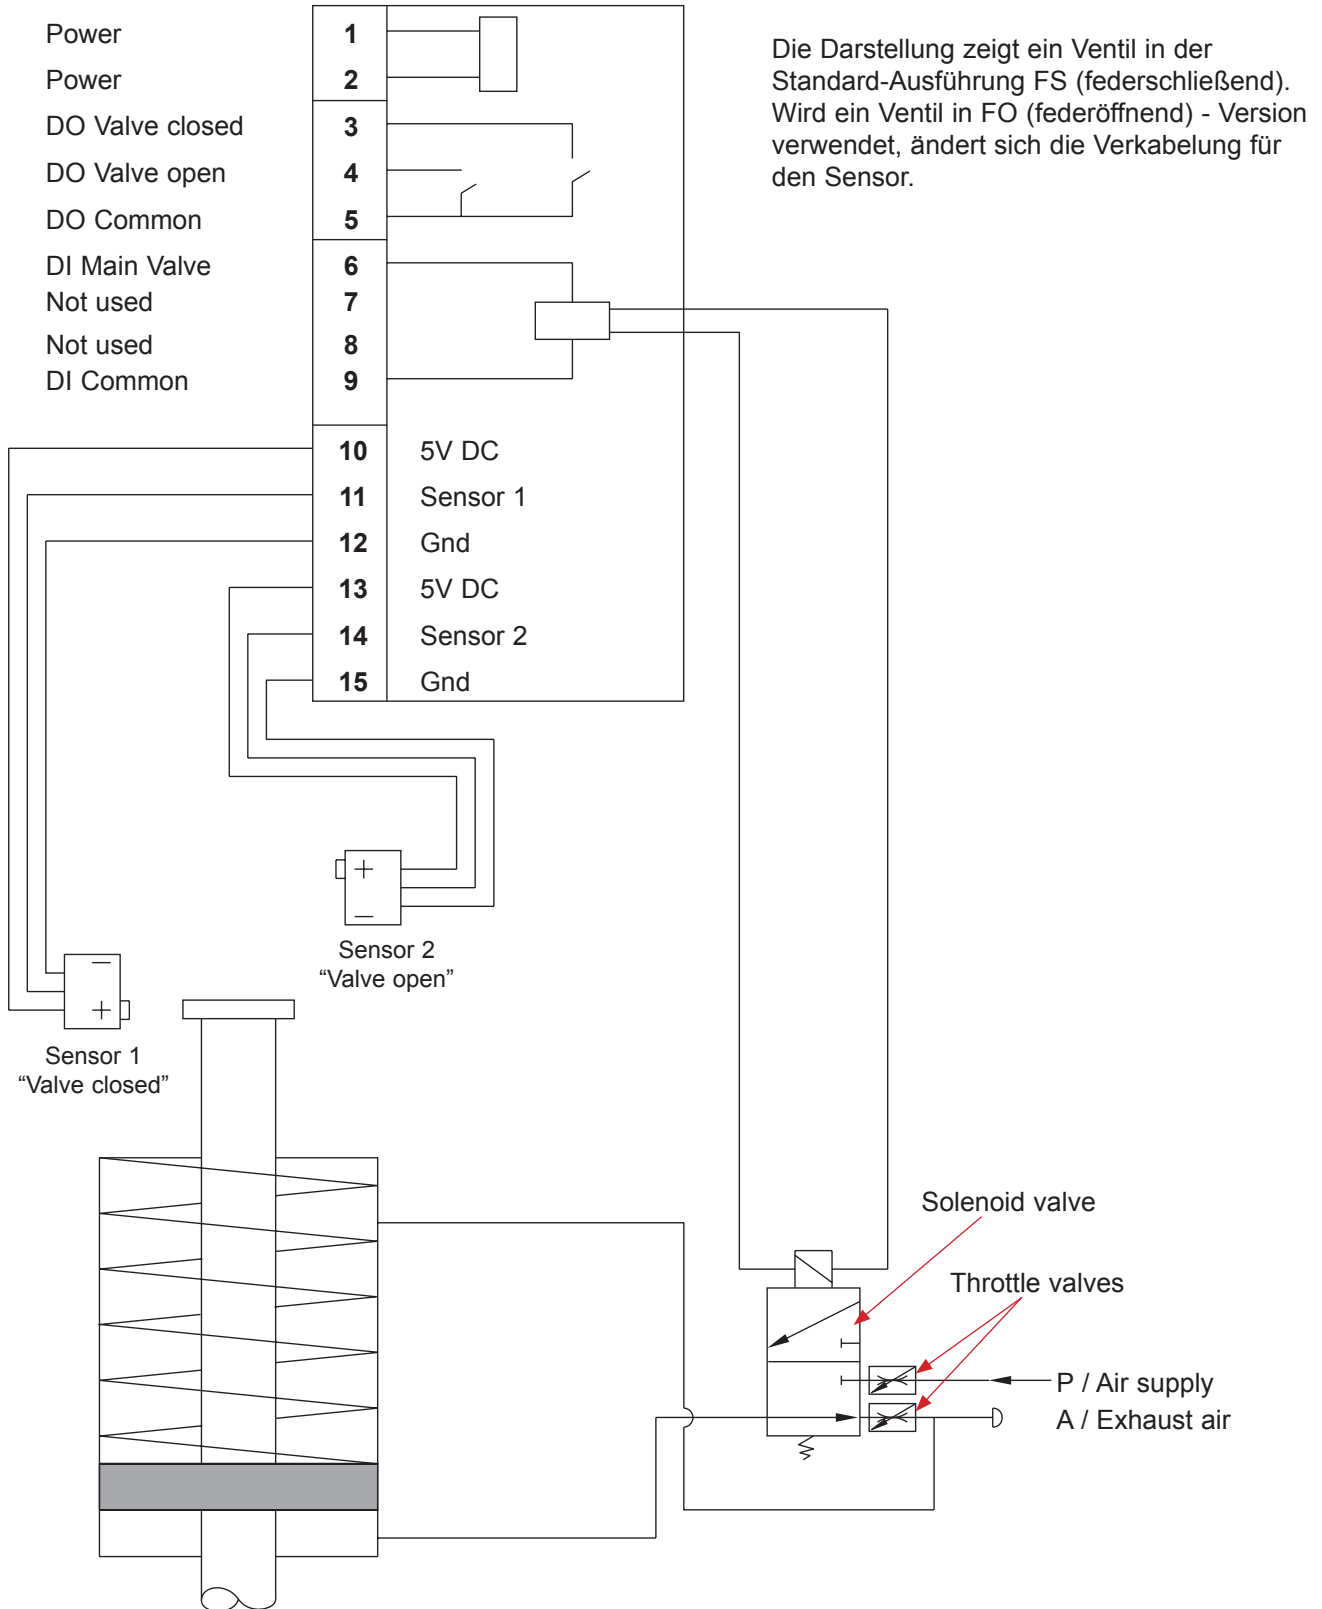 Power 1
Power 2
DO Valve closed 3
DO Valve open 4
DO Common 5
DI Main Valve 6
Not used 7
Not used 8
DI Common 9
10 5V DC
11 Sensor 1
12 Gnd
13 5V DC
14 Sensor 2
15 Gnd
Die Darstellung zeigt ein Ventil in der
Standard-Ausführung FS (federschließend).
Wird ein Ventil in FO (federöffnend) - Version
verwendet, ändert sich die Verkabelung für
den Sensor.
+
–
Sensor 2
“Valve open”
–
+
Sensor 1
“Valve closed”
Solenoid valve
Throttle valves
P / Air supply
A / Exhaust air